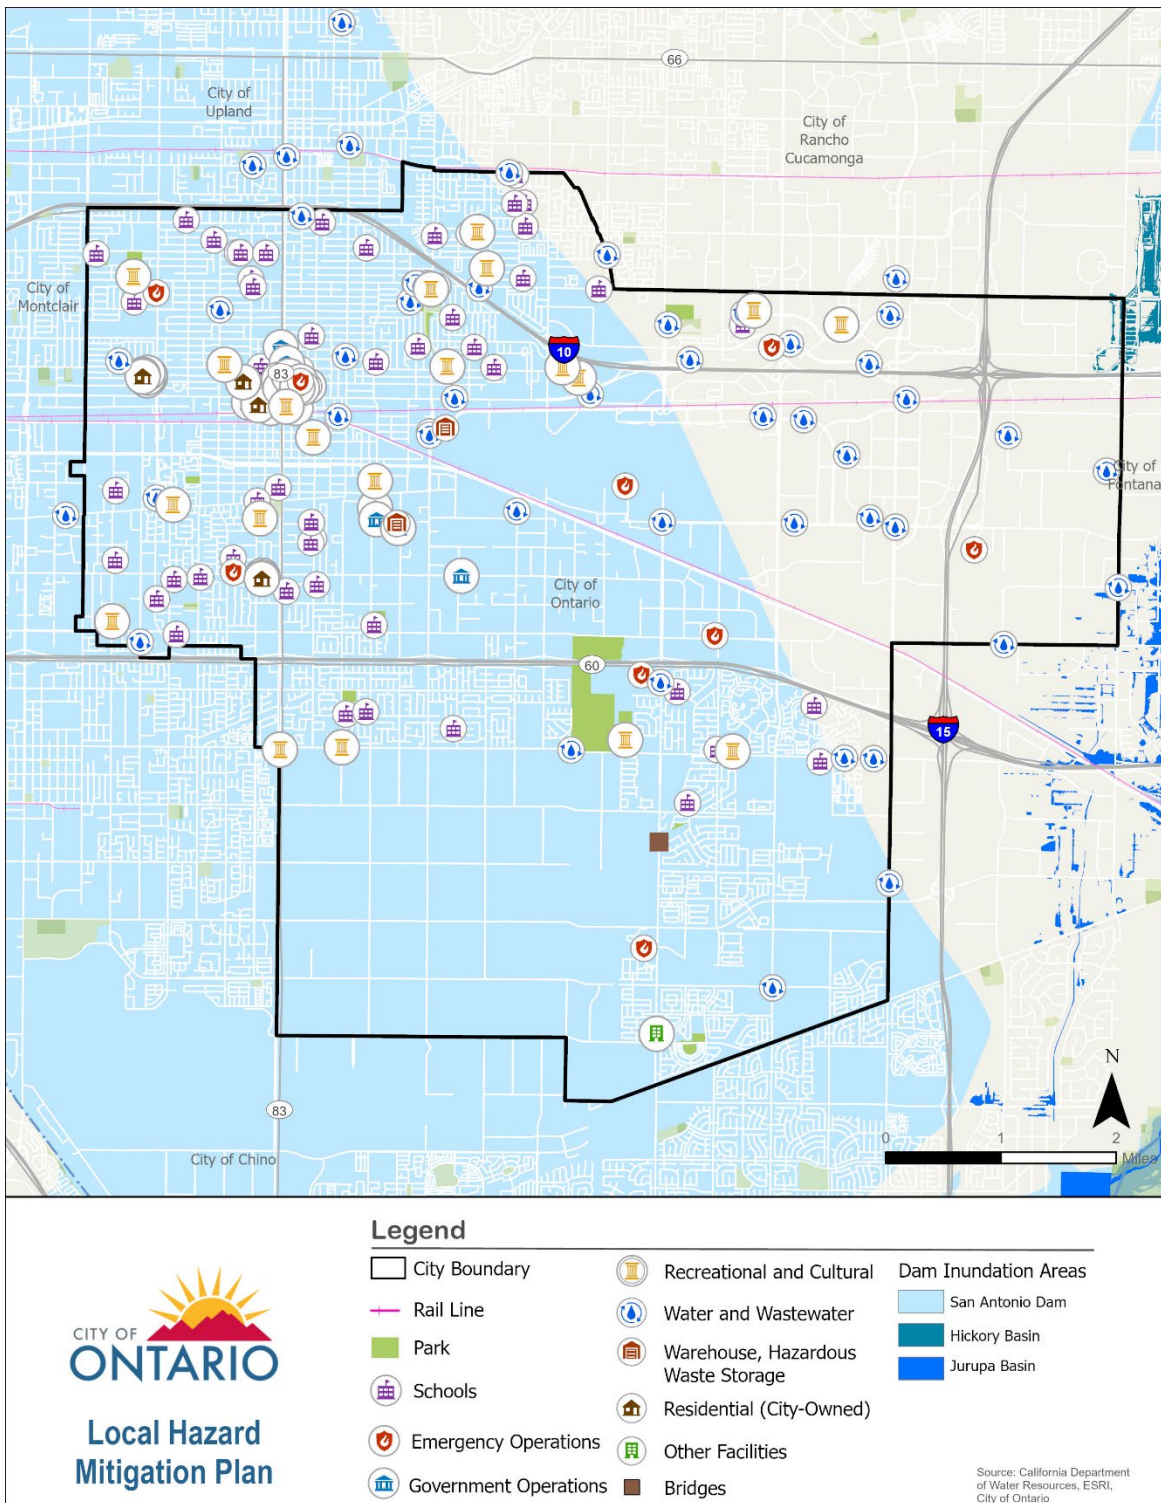 66
City of
Upland
City of
Rancho
Cucamonga
City of
Montclair
10
83
City of
Fontana
City of
Ontario
60
15
83
City of Chino
N
0
1
2
Miles
CITY OF
ONTARIO
Local Hazard
Mitigation Plan
Legend
City Boundary
Rail Line
Park
Schools
Emergency Operations
Government Operations
Recreational and Cultural
Water and Wastewater
Warehouse, Hazardous
Waste Storage
Residential (City-Owned)
Other Facilities
Bridges
Dam Inundation Areas
San Antonio Dam
Hickory Basin
Jurupa Basin
Source: California Department
of Water Resources, ESRI,
City of Ontario